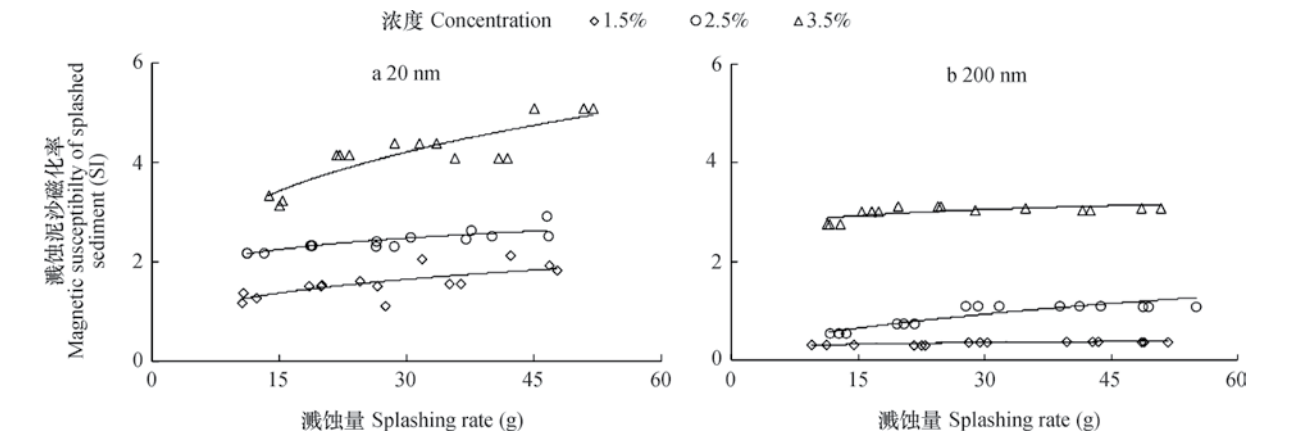 浓度 Concentration ◇1.5% ○2.5% △3.5%
溅蚀泥沙磁化率
Magnetic susceptibilty of splashed
sediment (SI)
a 20 nm
6
4
2
0
0 15 30 45 60
溅蚀量 Splashing rate (g)
b 200 nm
6
4
2
0
0 15 30 45 60
溅蚀量 Splashing rate (g)